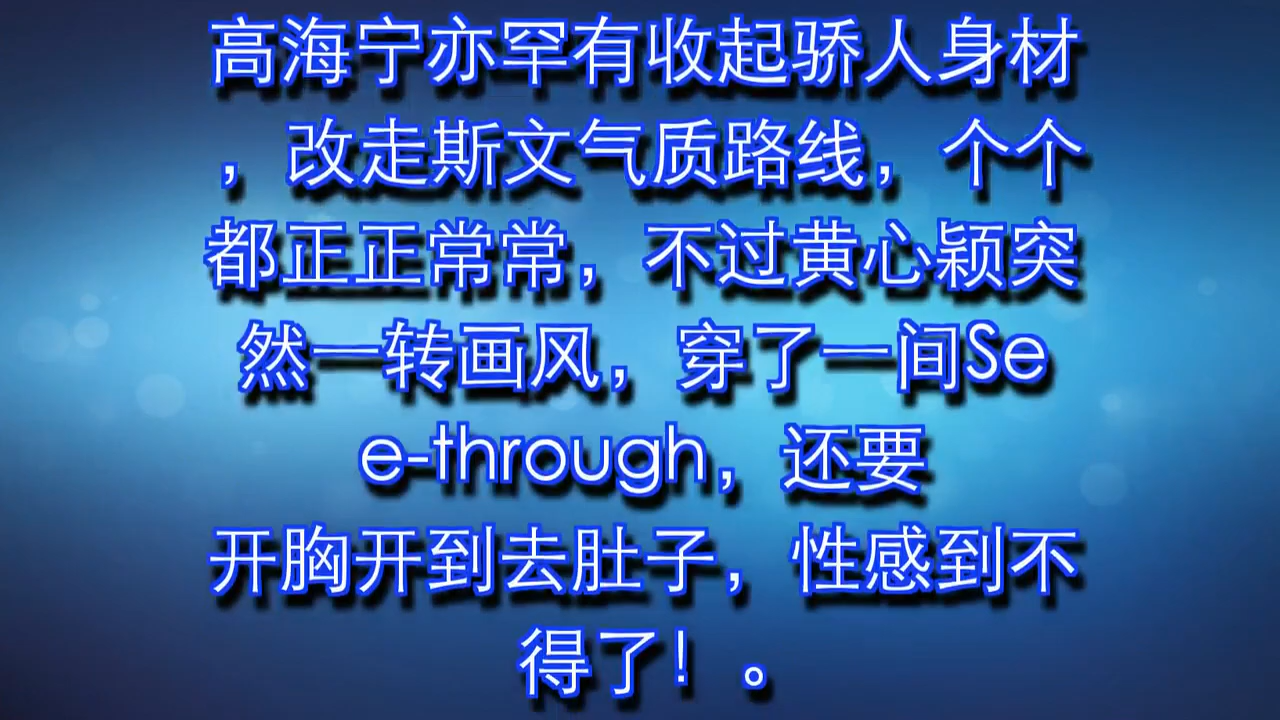 高海宁亦罕有收起骄人身材
，改走斯文气质路线，个个
都正正常常，不过黄心颖突
然一转画风，穿了一间Se
e-through，还要
开胸开到去肚子，性感到不
得了！。